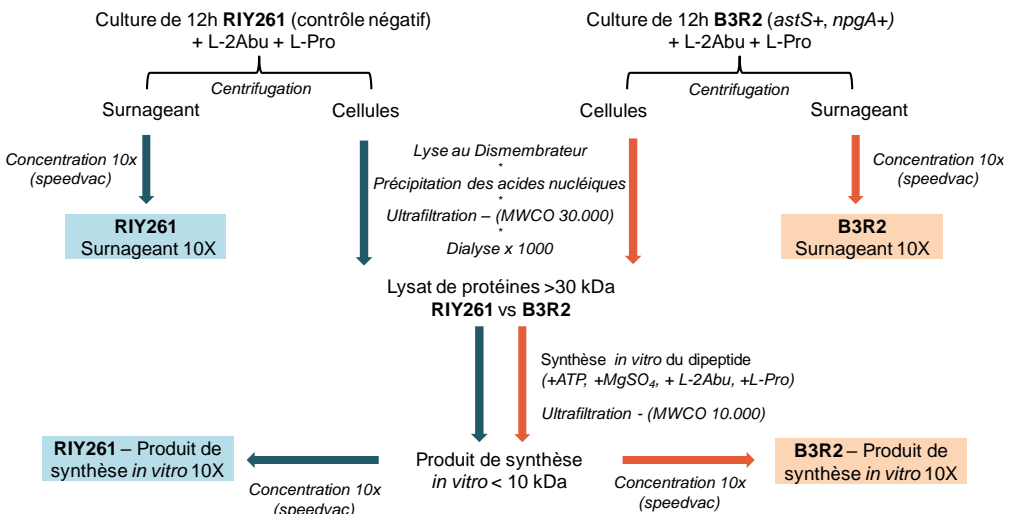 Culture de 12h RIY261 (contrôle négatif)
+ L-2Abu + L-Pro
Culture de 12h B3R2 (astS+, npgA+)
+ L-2Abu + L-Pro
Centrifugation
Centrifugation
Surnageant
Cellules
Cellules
Surnageant
Concentration 10x
(speedvac)
Lyse au Dismembrateur
*
Précipitation des acides nucléiques
*
Ultrafiltration – (MWCO 30.000)
*
Dialyse x 1000
Concentration 10x
(speedvac)
RIY261
Surnageant 10X
B3R2
Surnageant 10X
Lysat de protéines >30 kDa
RIY261 vs B3R2
Synthèse in vitro du dipeptide
(+ATP, +MgSO₄, + L-2Abu, +L-Pro)
Ultrafiltration - (MWCO 10.000)
RIY261 – Produit de
synthèse in vitro 10X
Produit de synthèse
in vitro < 10 kDa
B3R2 – Produit de
synthèse in vitro 10X
Concentration 10x
(speedvac)
Concentration 10x
(speedvac)